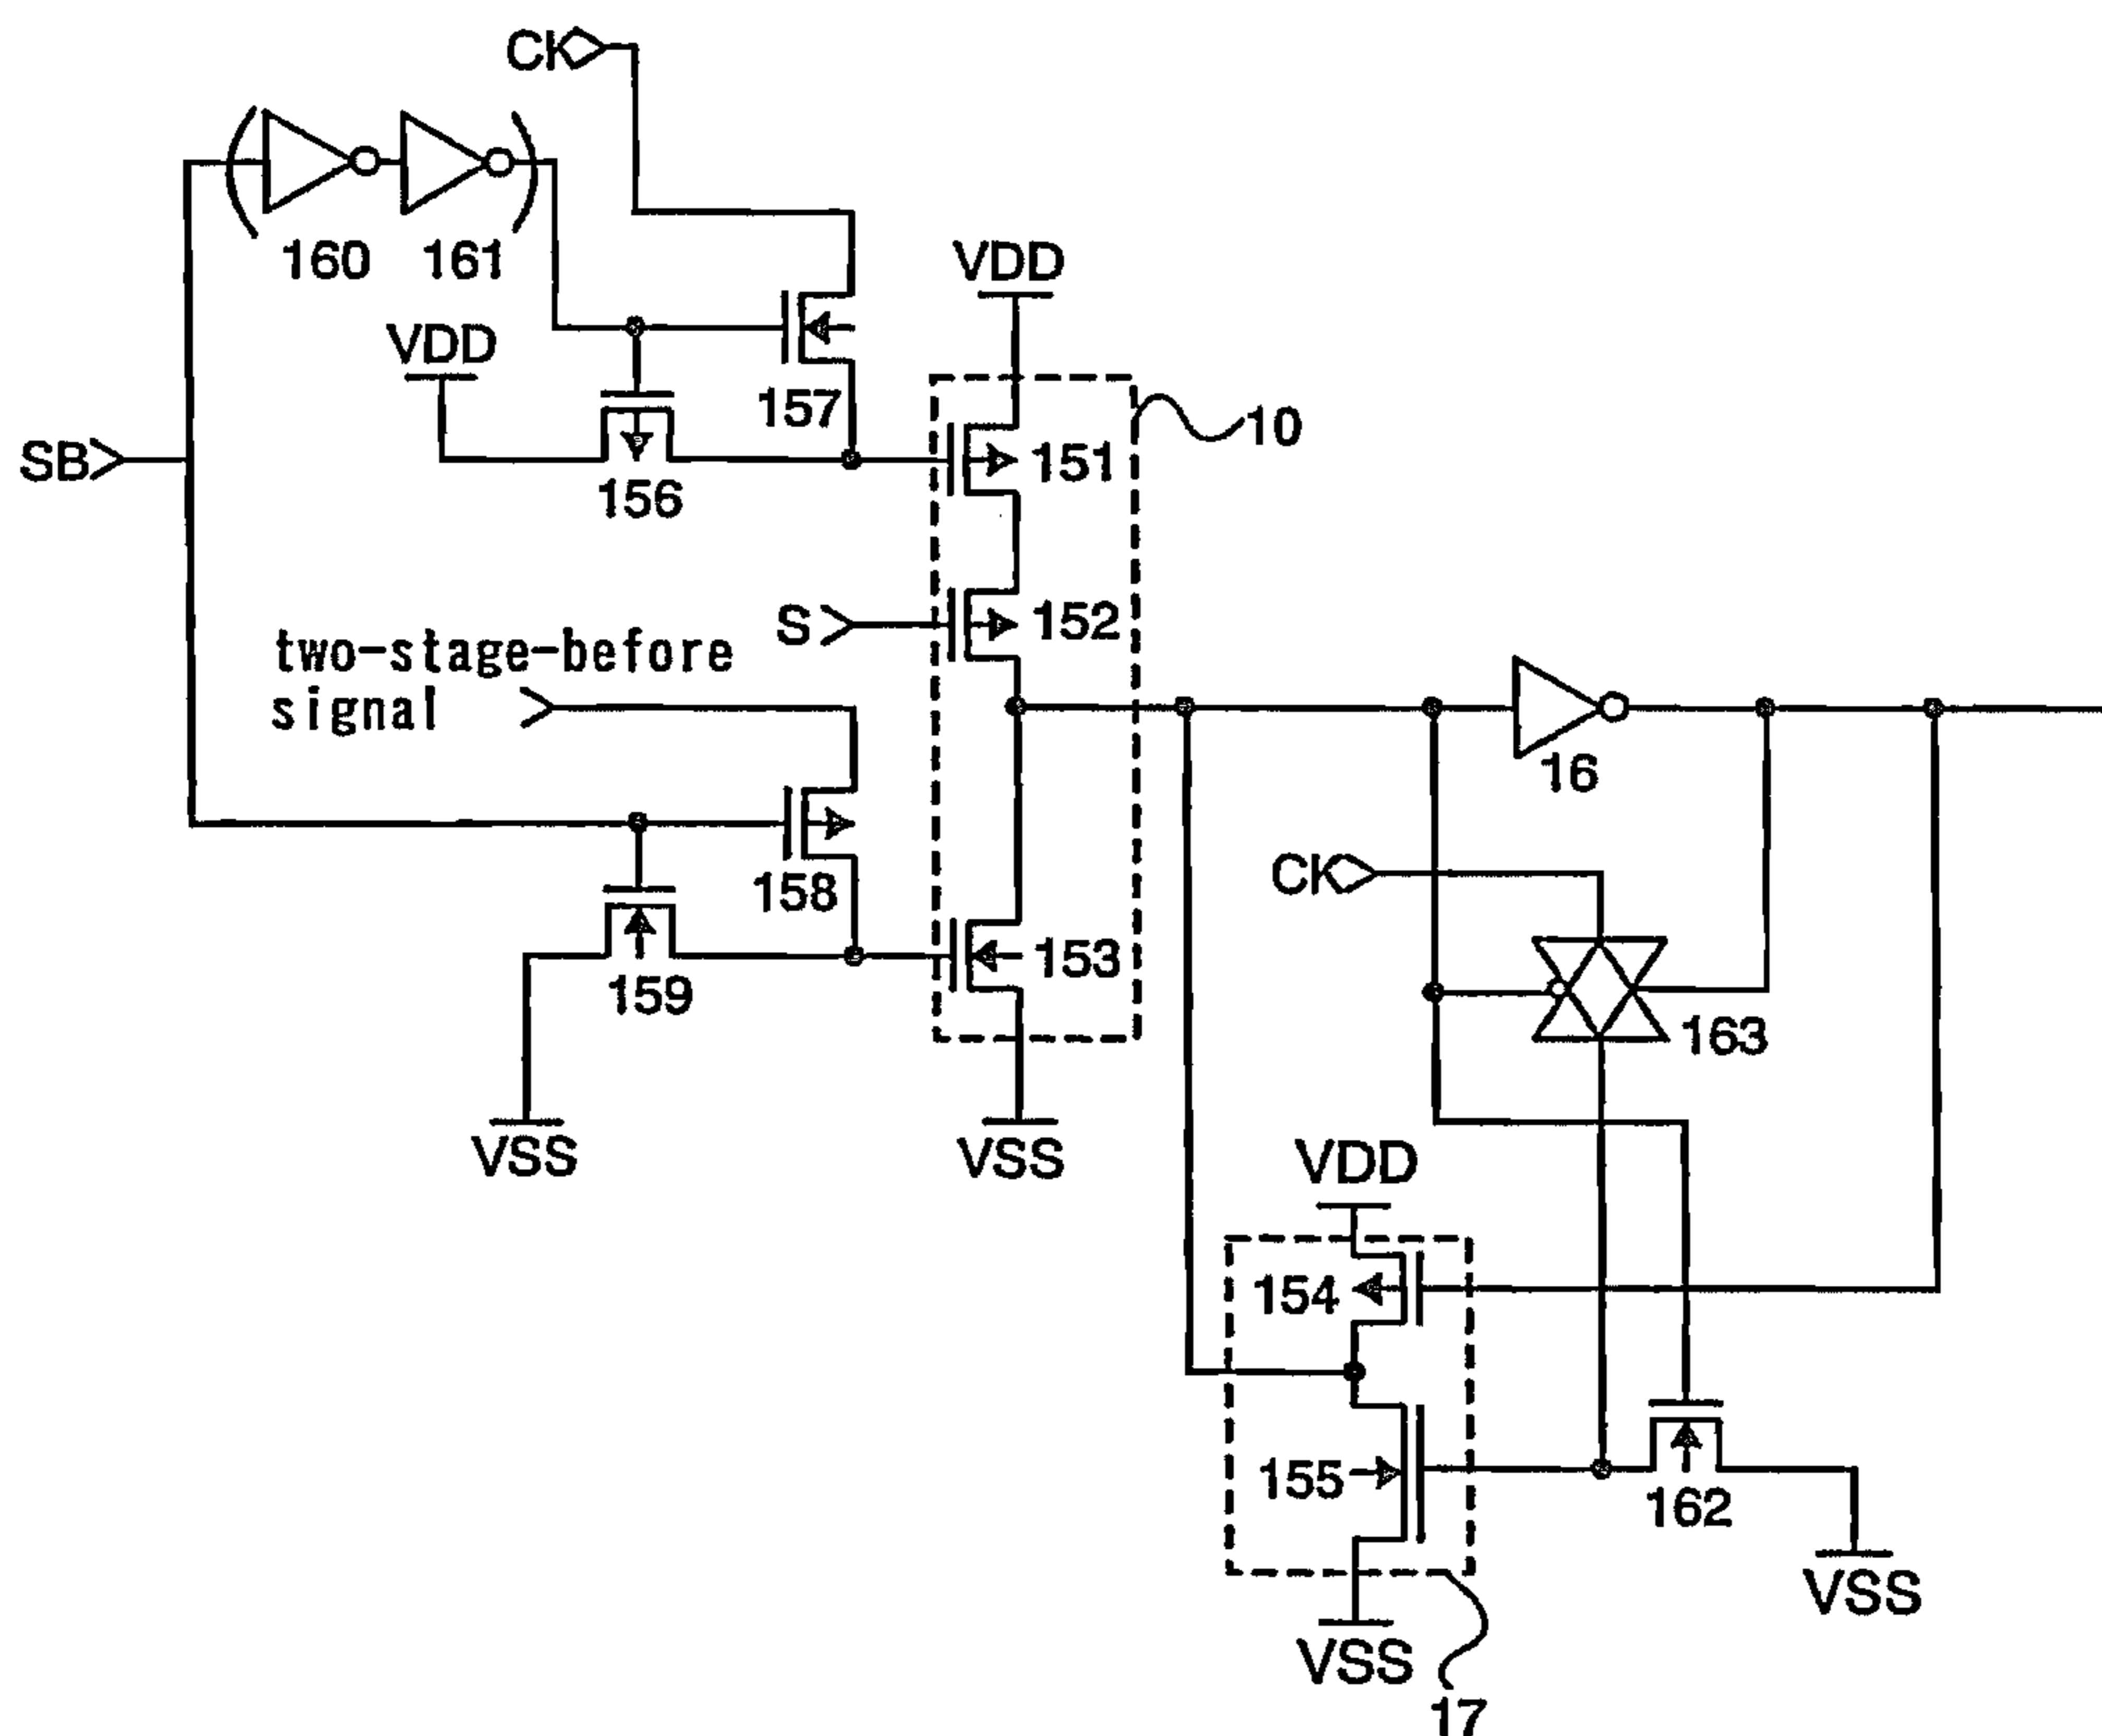 CK
160 161
VDD
VDD
157
10
SB
151
156
S
152
two-stage-before
signal
16
158
CK
153
159
163
VSS
VSS
VDD
154
155
162
VSS
VSS
17